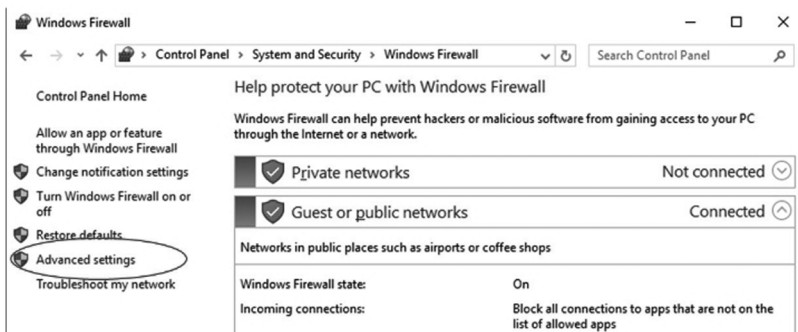 Windows Firewall
Control Panel › System and Security › Windows Firewall
Search Control Panel
Control Panel Home
Allow an app or feature
through Windows Firewall
Change notification settings
Turn Windows Firewall on or
off
Restore defaults
Advanced settings
Troubleshoot my network
Help protect your PC with Windows Firewall
Windows Firewall can help prevent hackers or malicious software from gaining access to your PC
through the Internet or a network.
Private networks Not connected
Guest or public networks Connected
Networks in public places such as airports or coffee shops
Windows Firewall state: On
Incoming connections: Block all connections to apps that are not on the
list of allowed apps